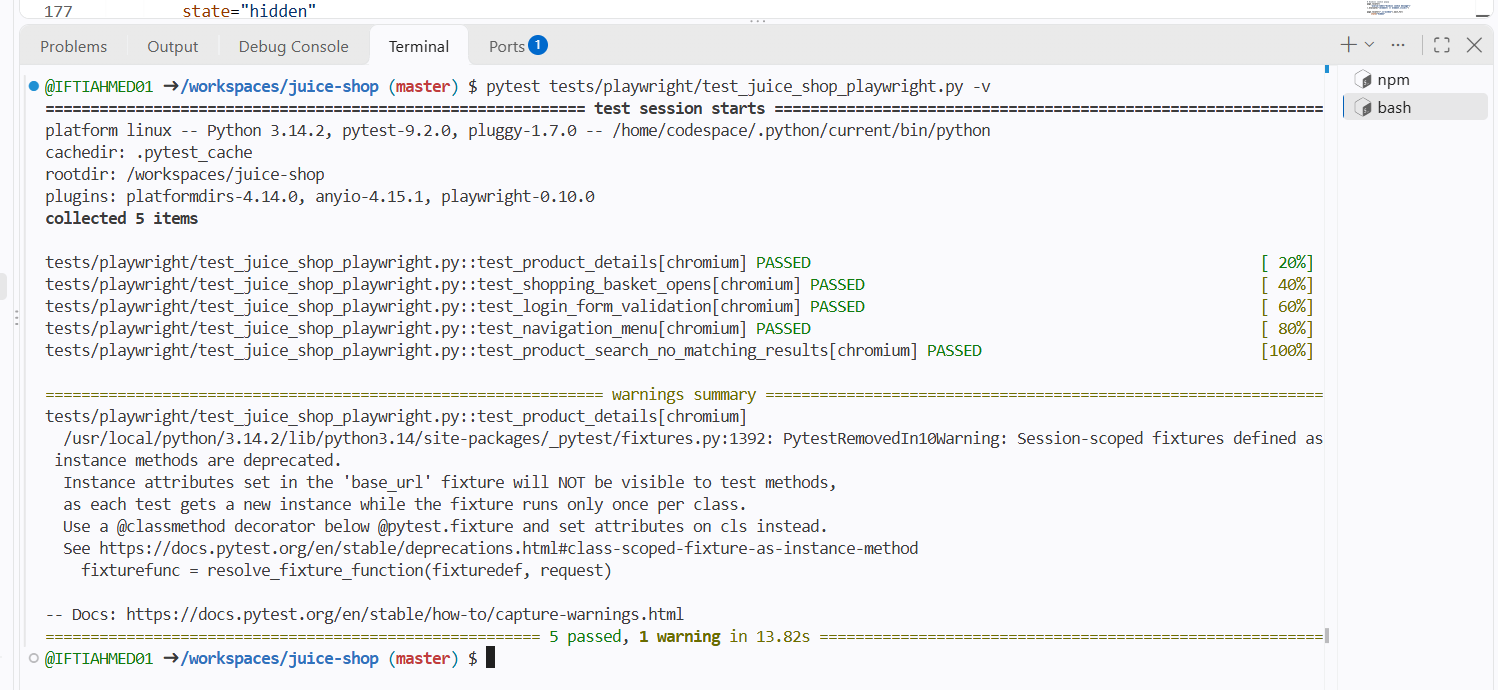 177 state="hidden"
Problems Output Debug Console Terminal Ports 1
npm
bash
@IFTIAHMED01 ➜/workspaces/juice-shop (master) $ pytest tests/playwright/test_juice_shop_playwright.py -v
============================================================ test session starts =============================================================
platform linux -- Python 3.14.2, pytest-9.2.0, pluggy-1.7.0 -- /home/codespace/.python/current/bin/python
cachedir: .pytest_cache
rootdir: /workspaces/juice-shop
plugins: platformdirs-4.14.0, anyio-4.15.1, playwright-0.10.0
collected 5 items
tests/playwright/test_juice_shop_playwright.py::test_product_details[chromium] PASSED [ 20%]
tests/playwright/test_juice_shop_playwright.py::test_shopping_basket_opens[chromium] PASSED [ 40%]
tests/playwright/test_juice_shop_playwright.py::test_login_form_validation[chromium] PASSED [ 60%]
tests/playwright/test_juice_shop_playwright.py::test_navigation_menu[chromium] PASSED [ 80%]
tests/playwright/test_juice_shop_playwright.py::test_product_search_no_matching_results[chromium] PASSED [100%]
============================================================== warnings summary ==============================================================
tests/playwright/test_juice_shop_playwright.py::test_product_details[chromium]
/usr/local/python/3.14.2/lib/python3.14/site-packages/_pytest/fixtures.py:1392: PytestRemovedIn10Warning: Session-scoped fixtures defined as
instance methods are deprecated.
Instance attributes set in the 'base_url' fixture will NOT be visible to test methods,
as each test gets a new instance while the fixture runs only once per class.
Use a @classmethod decorator below @pytest.fixture and set attributes on cls instead.
See https://docs.pytest.org/en/stable/deprecations.html#class-scoped-fixture-as-instance-method
fixturefunc = resolve_fixture_function(fixturedef, request)
-- Docs: https://docs.pytest.org/en/stable/how-to/capture-warnings.html
======================================================= 5 passed, 1 warning in 13.82s ========================================================
@IFTIAHMED01 ➜/workspaces/juice-shop (master) $